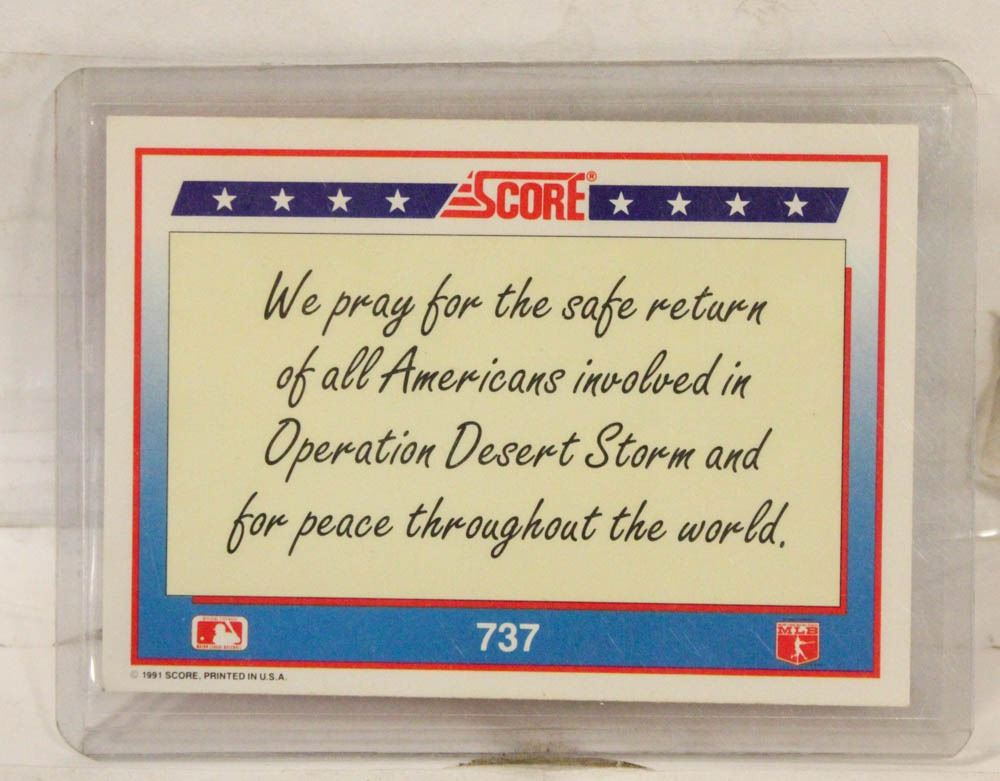 SCORE®
We pray for the safe return
of all Americans involved in
Operation Desert Storm and
for peace throughout the world.
737
MLB
© 1991 SCORE, PRINTED IN U.S.A.